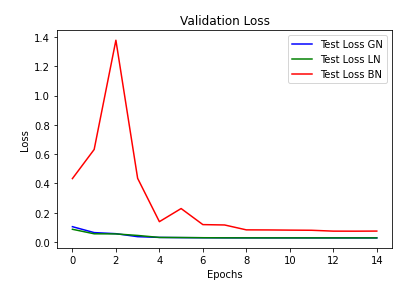 Validation Loss
1.4
1.2
1.0
0.8
0.6
0.4
0.2
0.0
Loss
Test Loss GN
Test Loss LN
Test Loss BN
0 2 4 6 8 10 12 14
Epochs